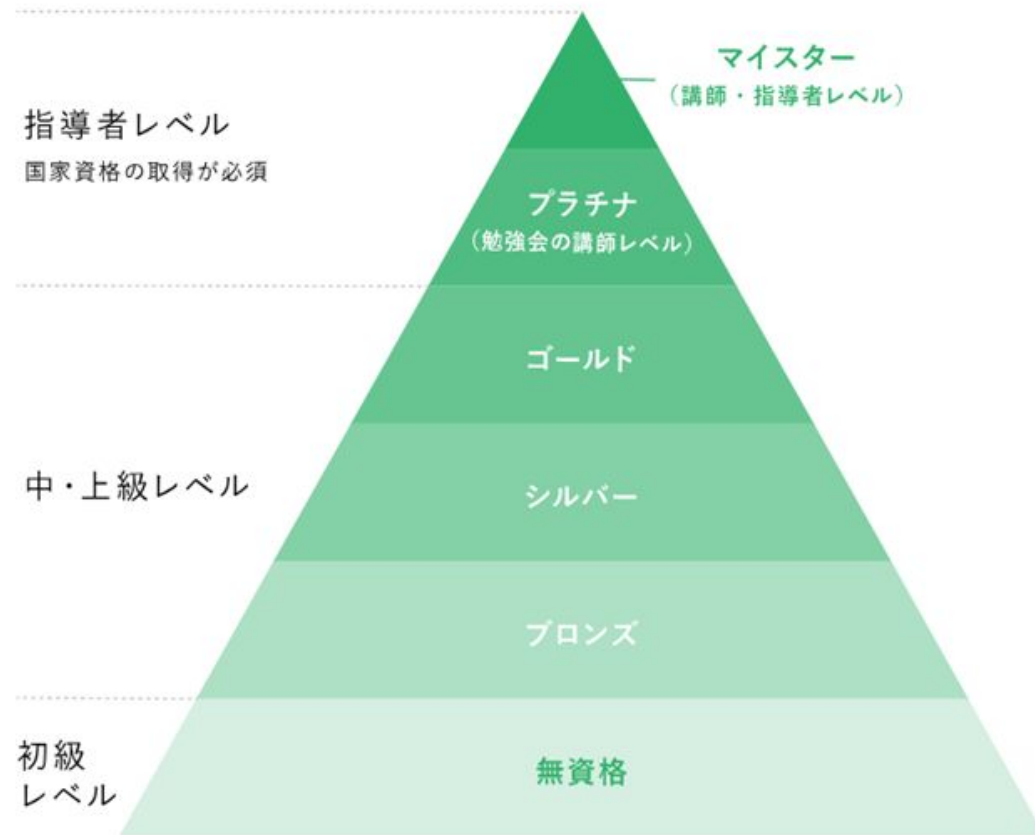 マイスター
（講師・指導者レベル）
指導者レベル
国家資格の取得が必須
プラチナ
（勉強会の講師レベル）
ゴールド
中・上級レベル
シルバー
ブロンズ
初級
レベル
無資格